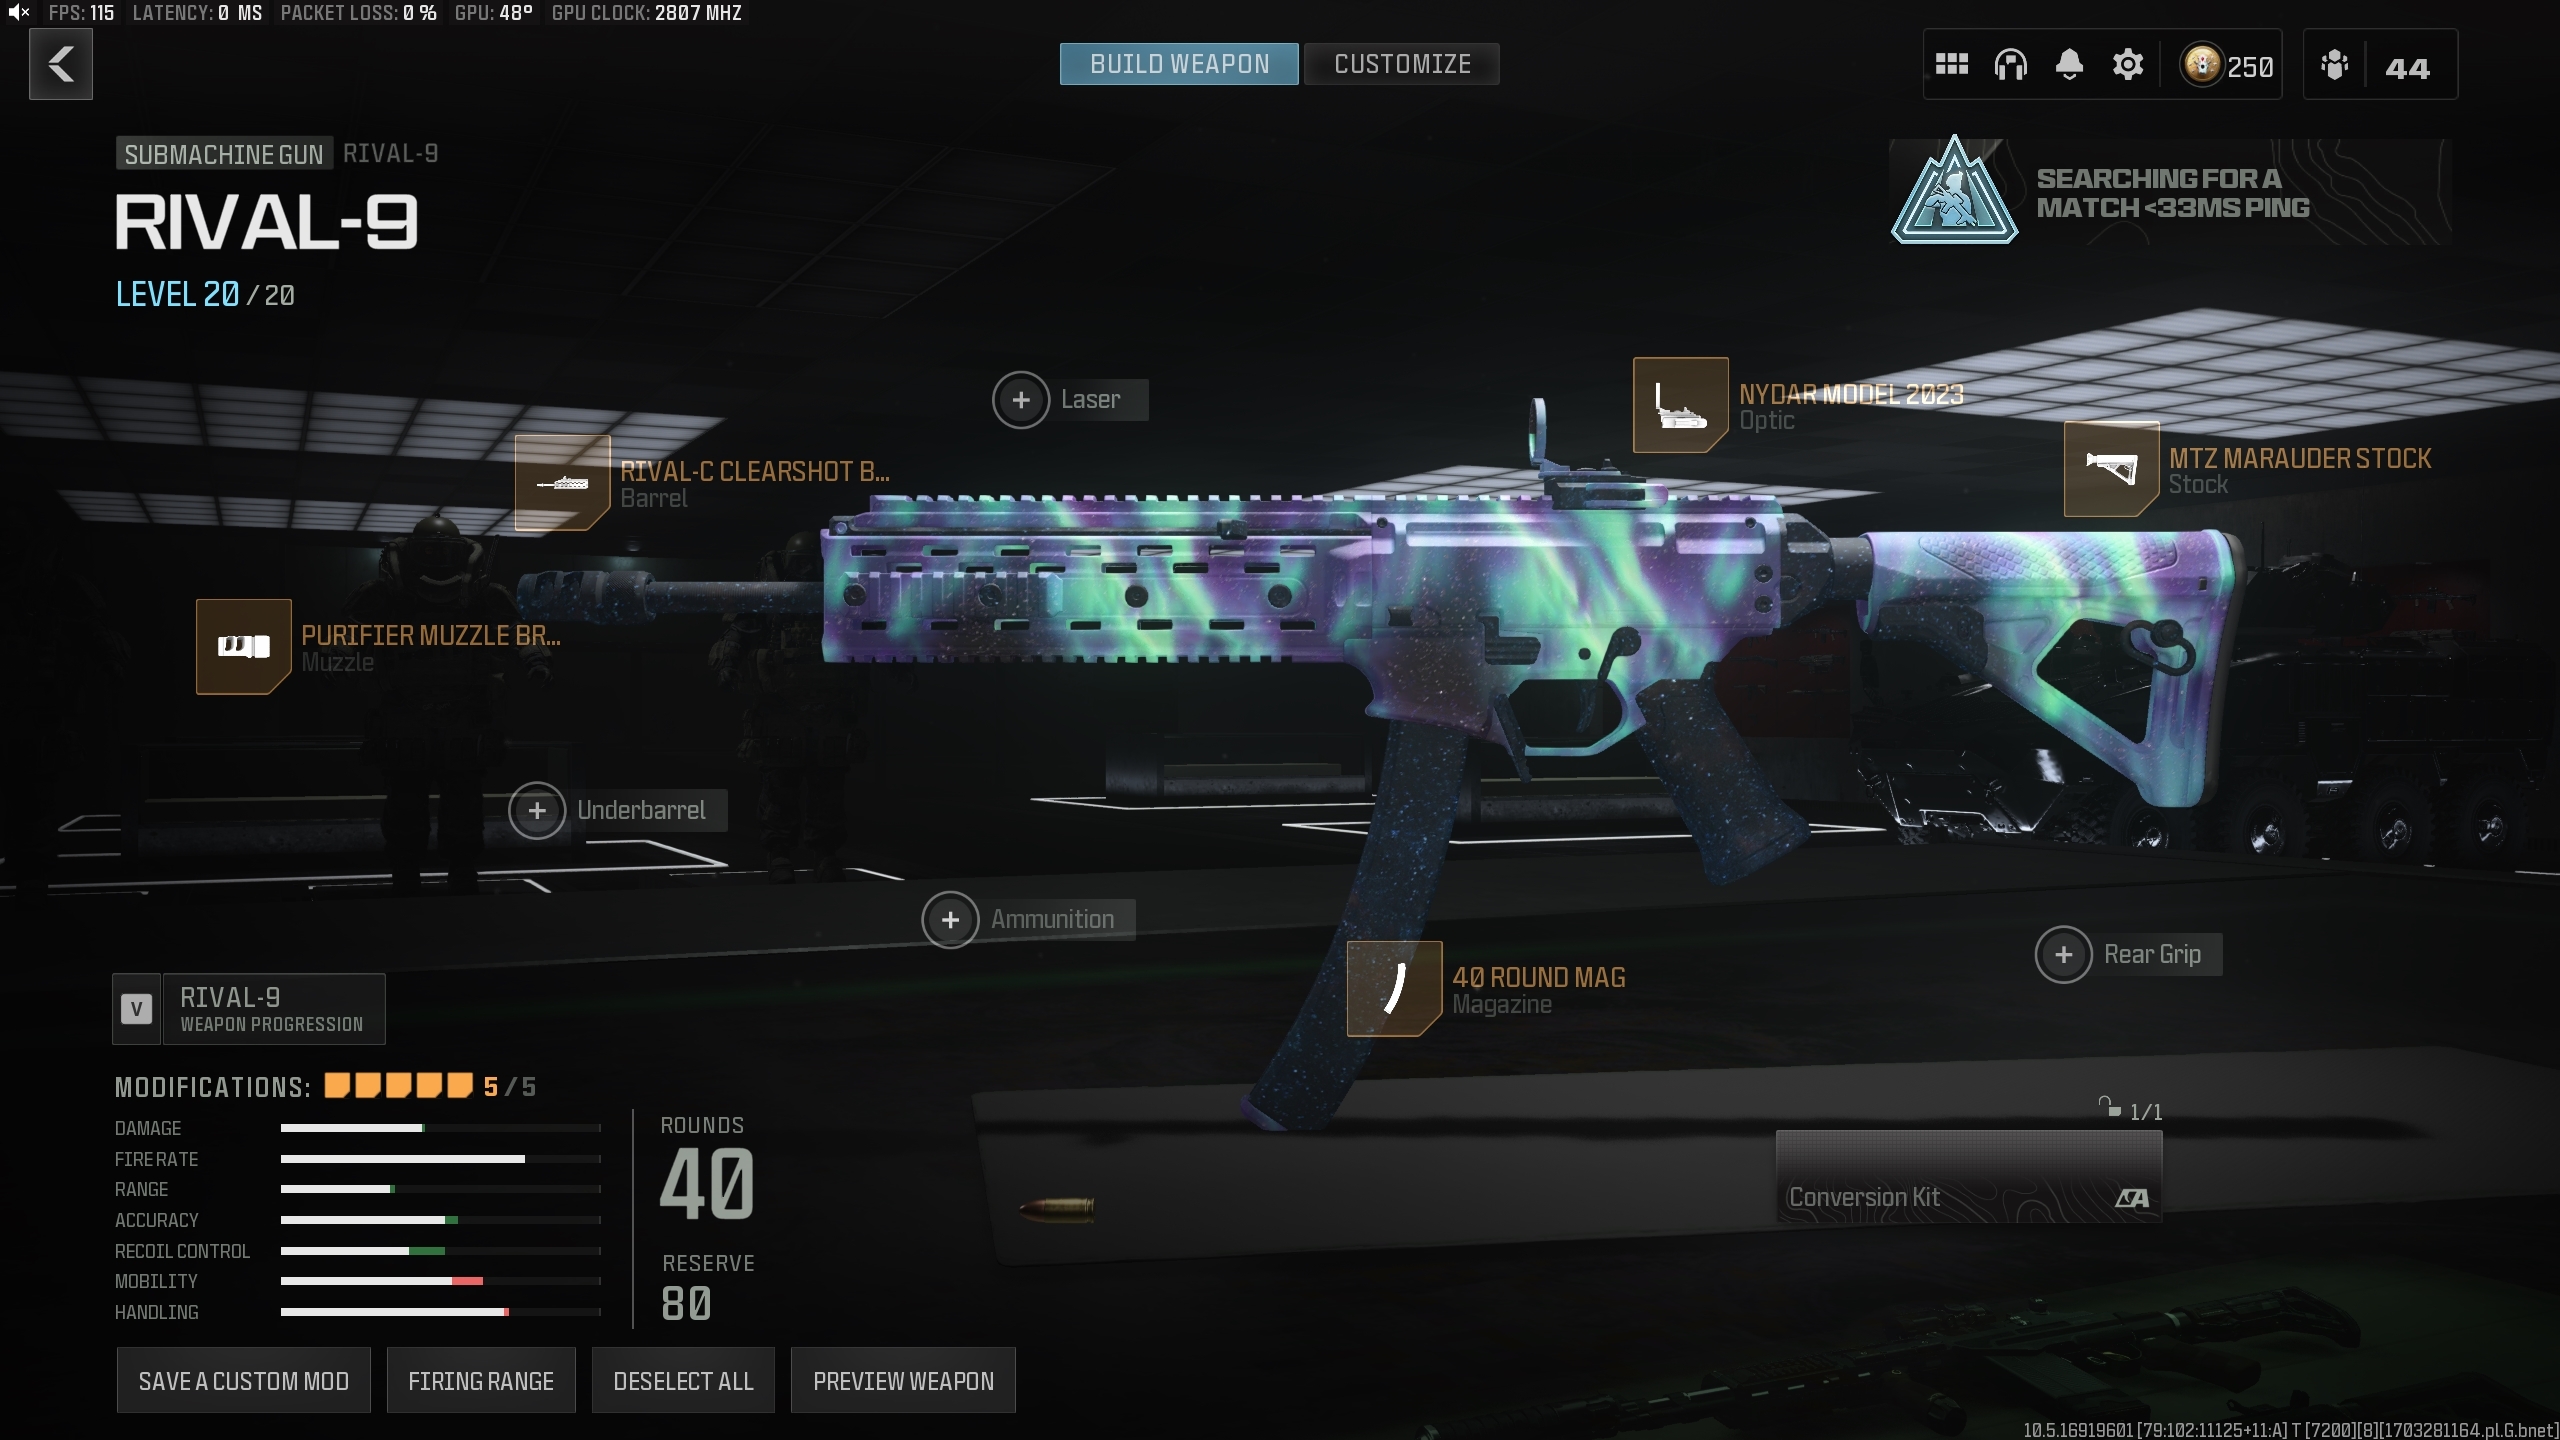 FPS: 115 LATENCY: 0 MS PACKET LOSS: 0 % GPU: 48° GPU CLOCK: 2807 MHZ
BUILD WEAPON CUSTOMIZE
250
44
SUBMACHINE GUN RIVAL-9
RIVAL-9
LEVEL 20 / 20
SEARCHING FOR A
MATCH <33MS PING
Laser
NYDAR MODEL 2023
Optic
MTZ MARAUDER STOCK
Stock
RIVAL-C CLEARSHOT B...
Barrel
PURIFIER MUZZLE BR...
Muzzle
Underbarrel
Ammunition
Rear Grip
40 ROUND MAG
Magazine
V
RIVAL-9
WEAPON PROGRESSION
MODIFICATIONS: 5 / 5
DAMAGE
FIRE RATE
RANGE
ACCURACY
RECOIL CONTROL
MOBILITY
HANDLING
ROUNDS
40
RESERVE
80
1/1
Conversion Kit
SAVE A CUSTOM MOD
FIRING RANGE
DESELECT ALL
PREVIEW WEAPON
10.5.16919601 [79:102:11125+11:A] T [7200][8][1703281164.pl.G.bnet]